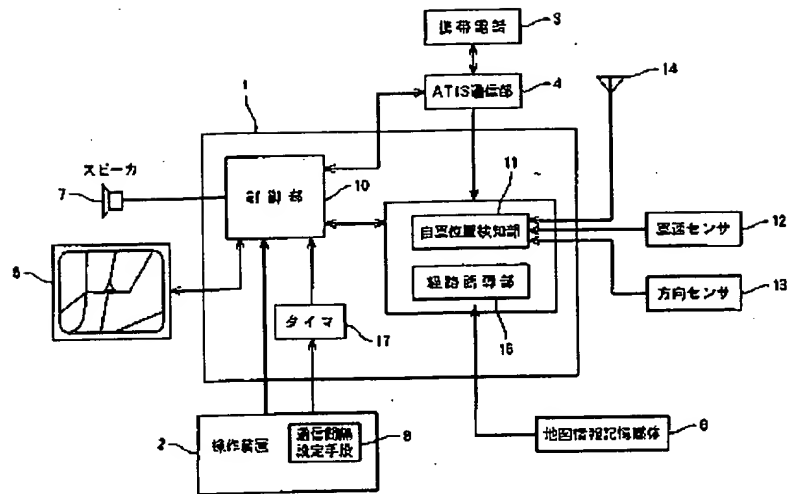 携帯電話
3
ATIS通信部
4
14
1
スピーカ
7
制御部
10
11
自車位置検知部
車速センサ
12
経路誘導部
16
方向センサ
13
5
タイマ
17
2
操作装置
通信間隔
設定手段
地図情報記憶媒体
6